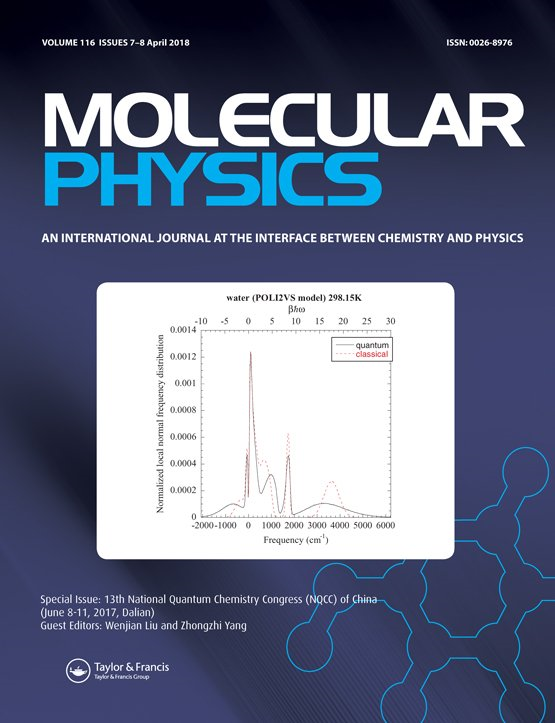 VOLUME 116 ISSUES 7–8 April 2018
ISSN: 0026-8976
MOLECULAR
PHYSICS
AN INTERNATIONAL JOURNAL AT THE INTERFACE BETWEEN CHEMISTRY AND PHYSICS
water (POLI2VS model) 298.15K
βħω
-10 -5 0 5 10 15 20 25 30
quantum
classical
Normalized local normal frequency distribution
0.0014
0.0012
0.001
0.0008
0.0006
0.0004
0.0002
0
-2000 -1000 0 1000 2000 3000 4000 5000 6000
Frequency (cm⁻¹)
Special Issue: 13th National Quantum Chemistry Congress (NQCC) of China
(June 8-11, 2017, Dalian)
Guest Editors: Wenjian Liu and Zhongzhi Yang
Taylor & Francis
Taylor & Francis Group